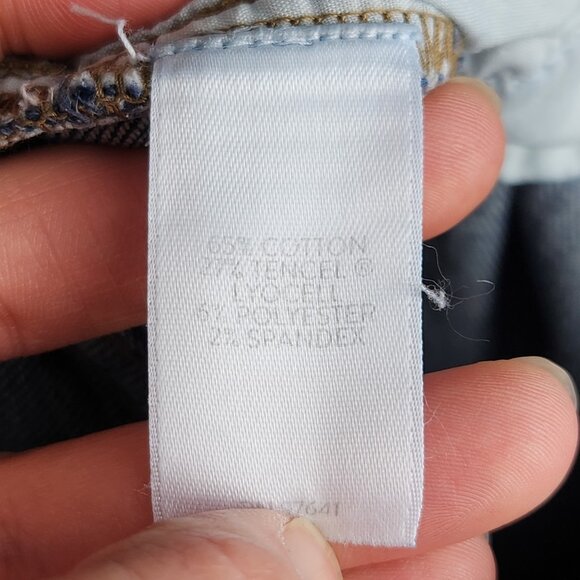 65% COTTON
27% TENCEL ®
LYOCELL
6% POLYESTER
2% SPANDEX